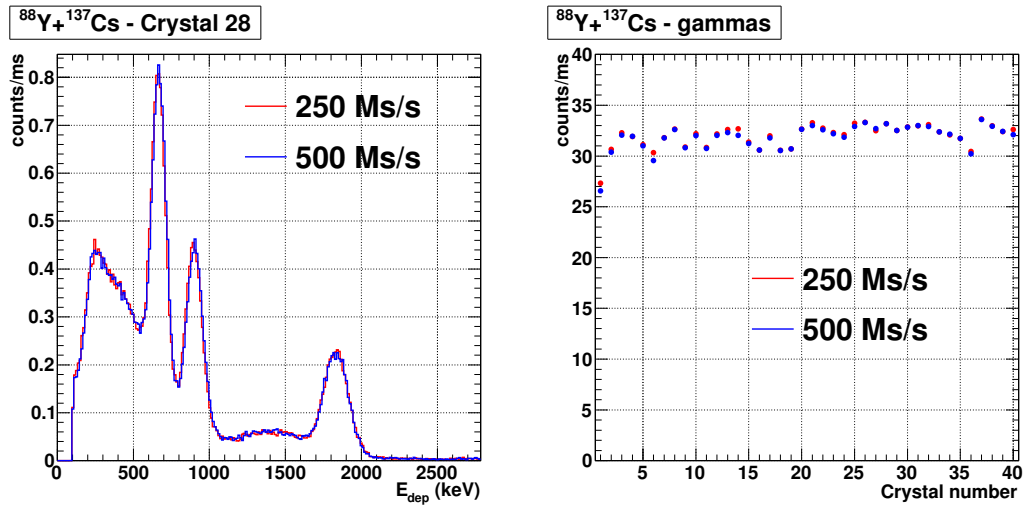 ⁸⁸Y+¹³⁷Cs - Crystal 28
counts/ms
0.8
0.7
0.6
0.5
0.4
0.3
0.2
0.1
0
250 Ms/s
500 Ms/s
0 500 1000 1500 2000 2500
E_dep (keV)
⁸⁸Y+¹³⁷Cs - gammas
counts/ms
40
35
30
25
20
15
10
5
0
250 Ms/s
500 Ms/s
5 10 15 20 25 30 35 40
Crystal number